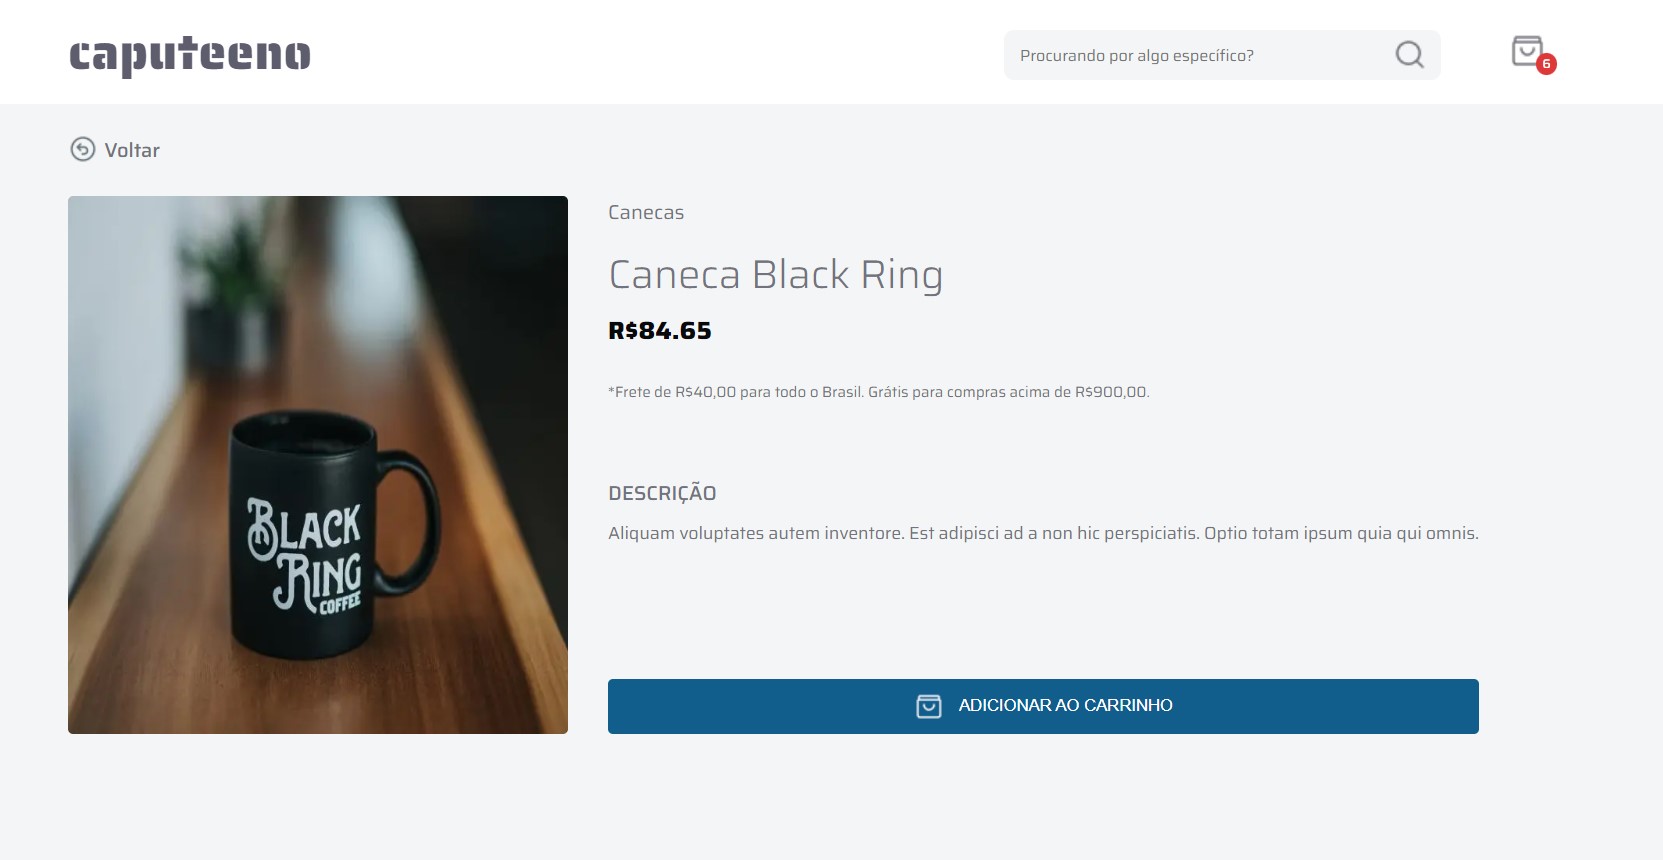 caputeeno
Procurando por algo específico?
6
Voltar
Canecas
Caneca Black Ring
R$84.65
*Frete de R$40,00 para todo o Brasil. Grátis para compras acima de R$900,00.
DESCRIÇÃO
Aliquam voluptates autem inventore. Est adipisci ad a non hic perspiciatis. Optio totam ipsum quia qui omnis.
BLACK
RING
COFFEE
ADICIONAR AO CARRINHO